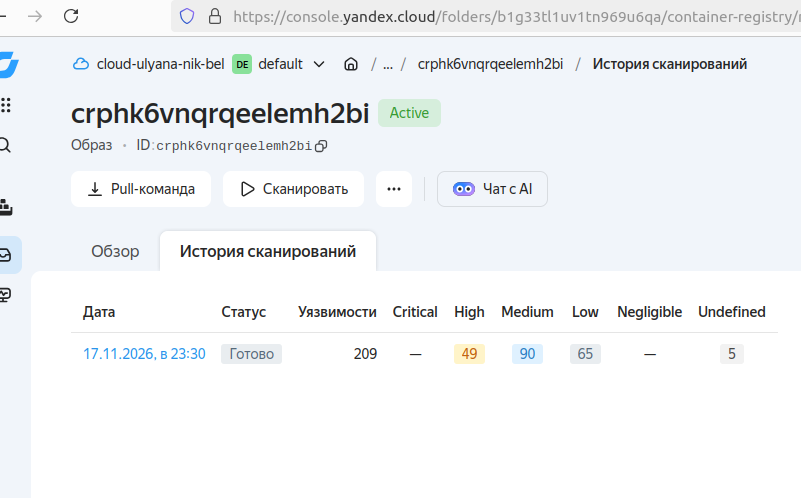 https://console.yandex.cloud/folders/b1g33tl1uv1tn969u6qa/container-registry/
cloud-ulyana-nik-bel DE default / ... / crphk6vnqrqeelemh2bi / История сканирований
crphk6vnqrqeelemh2bi Active
Образ • ID:crphk6vnqrqeelemh2bi
Pull-команда Сканировать ... Чат с AI
Обзор История сканирований
Дата Статус Уязвимости Critical High Medium Low Negligible Undefined
17.11.2026, в 23:30 Готово 209 — 49 90 65 — 5